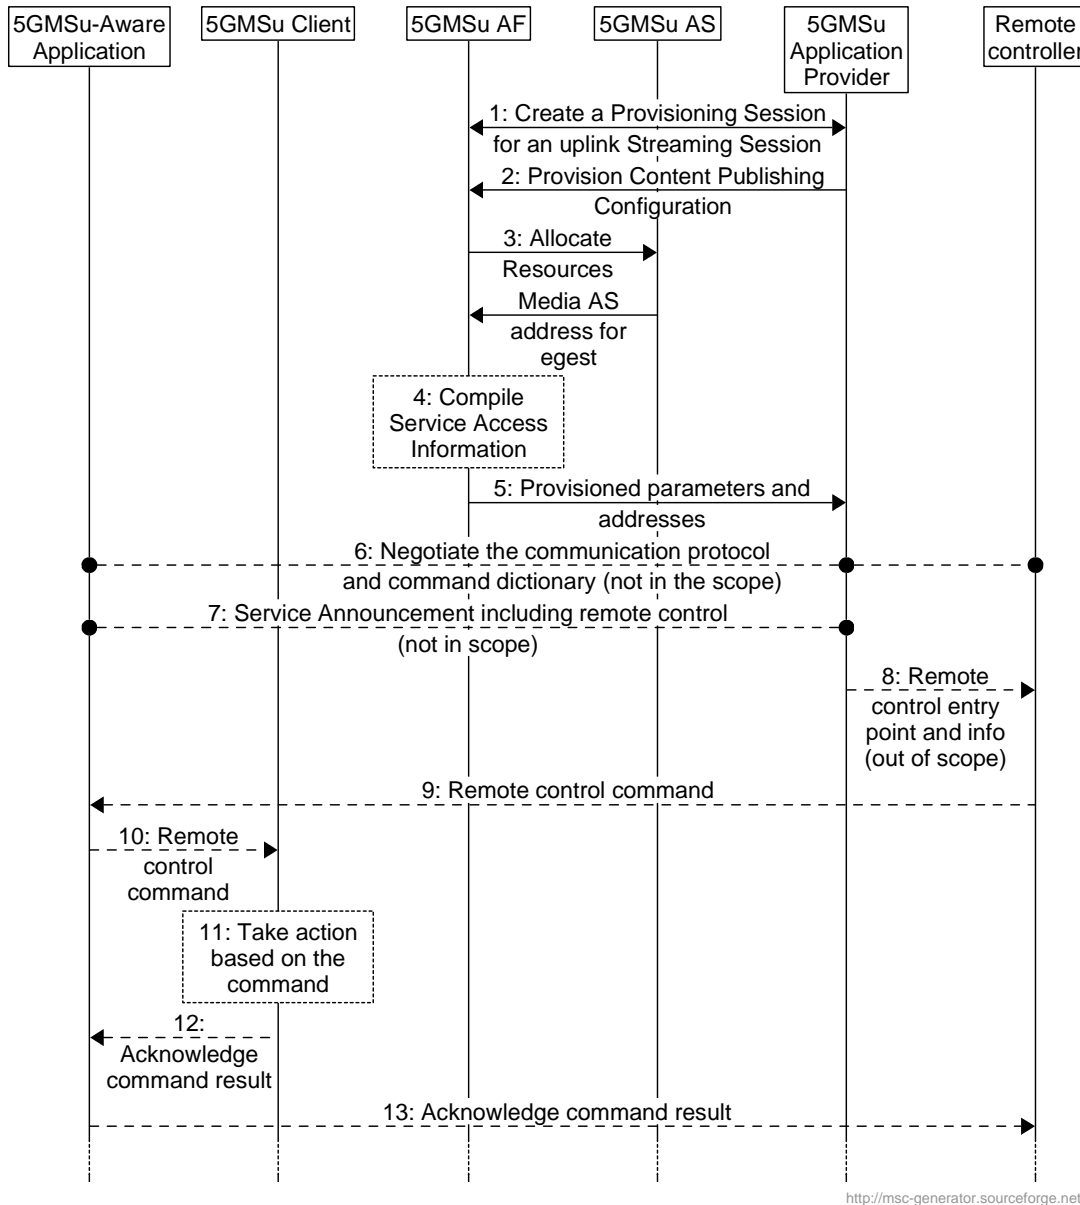 5GMSu-Aware
Application
5GMSu Client
5GMSu AF
5GMSu AS
5GMSu
Application
Provider
Remote
controller
1: Create a Provisioning Session
for an uplink Streaming Session
2: Provision Content Publishing
Configuration
3: Allocate
Resources
Media AS
address for
egest
4: Compile
Service Access
Information
5: Provisioned parameters and
addresses
6: Negotiate the communication protocol
and command dictionary (not in the scope)
7: Service Announcement including remote control
(not in scope)
8: Remote
control entry
point and info
(out of scope)
9: Remote control command
10: Remote
control
command
11: Take action
based on the
command
12:
Acknowledge
command result
13: Acknowledge command result
http://msc-generator.sourceforge.net